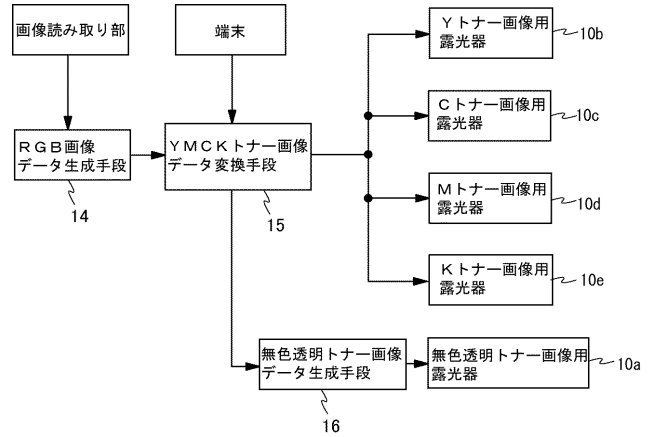 画像読み取り部
端末
Yトナー画像用
露光器
10b
Cトナー画像用
露光器
10c
RGB画像
データ生成手段
14
YMCKトナー画像
データ変換手段
15
Mトナー画像用
露光器
10d
Kトナー画像用
露光器
10e
無色透明トナー画像
データ生成手段
16
無色透明トナー画像用
露光器
10a